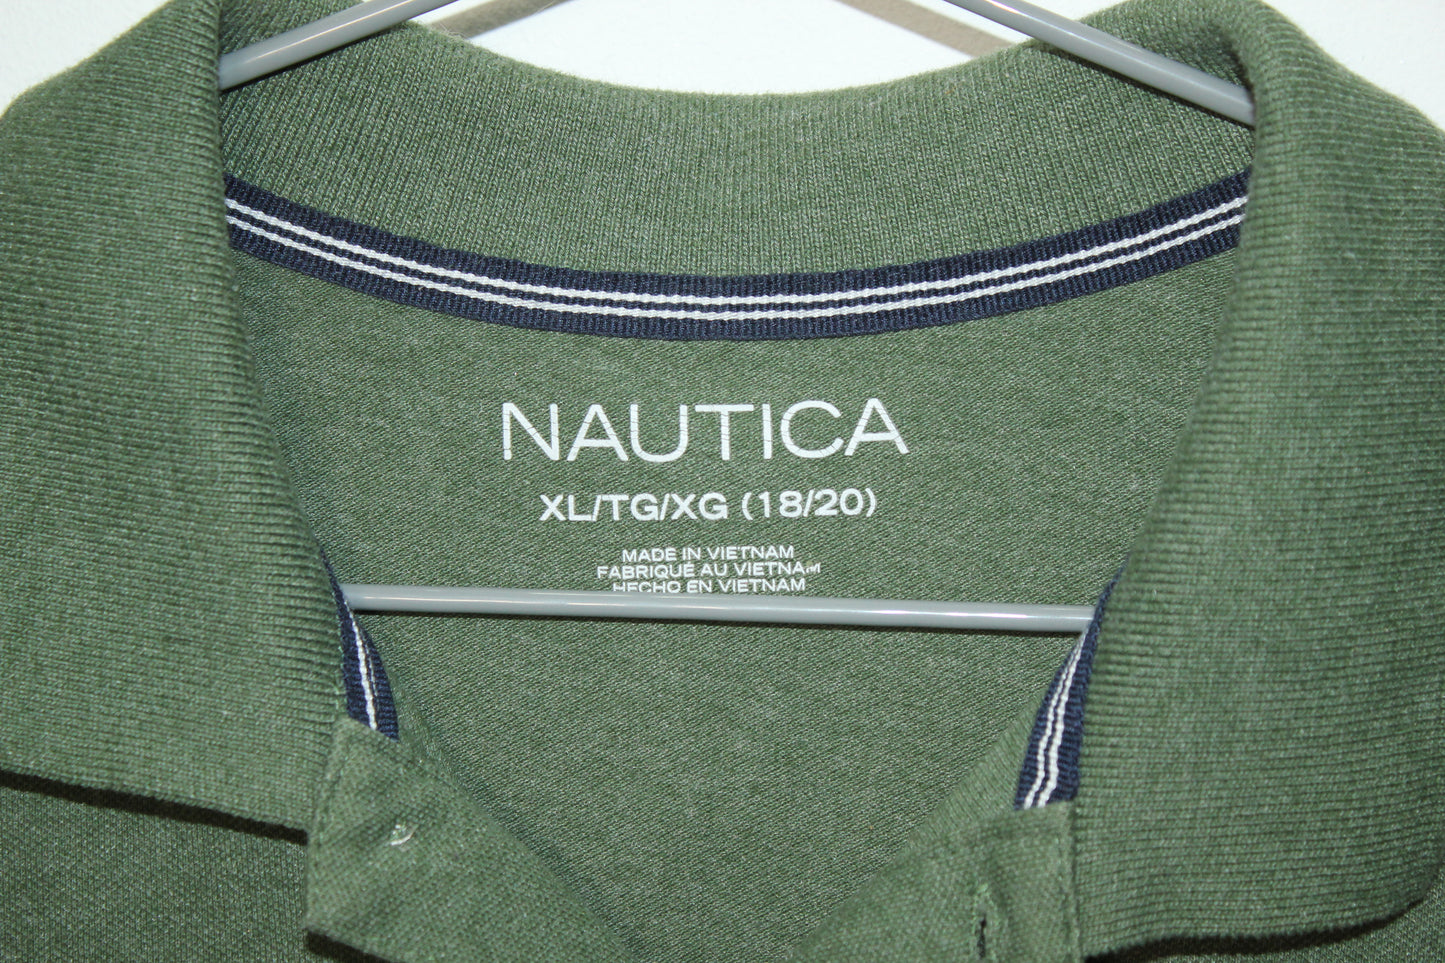 NAUTICA
XL/TG/XG (18/20)
MADE IN VIETNAM
FABRIQUÉ AU VIETNAM
HECHO EN VIETNAM